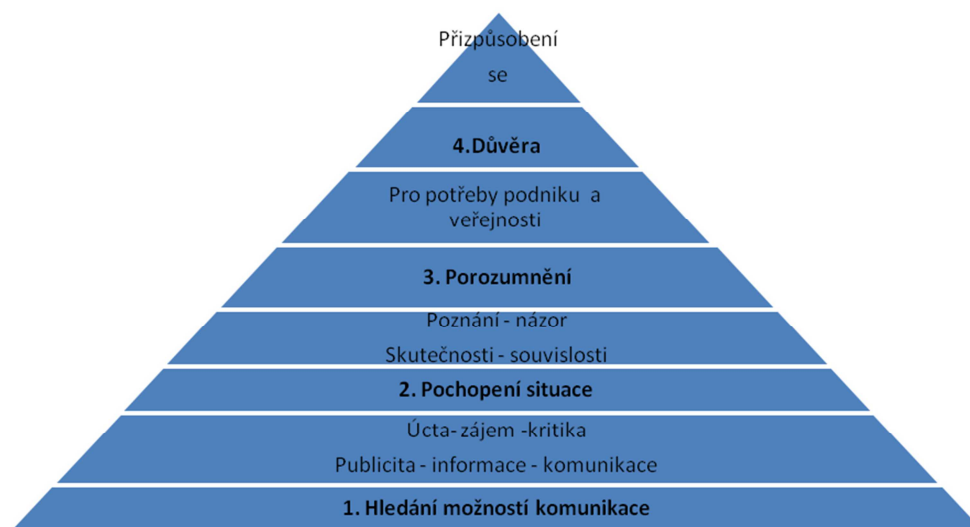 Přizpůsobení
se
4.Důvěra
Pro potřeby podniku a
veřejnosti
3. Porozumnění
Poznání - názor
Skutečnosti - souvislosti
2. Pochopení situace
Úcta- zájem -kritika
Publicita - informace - komunikace
1. Hledání možností komunikace